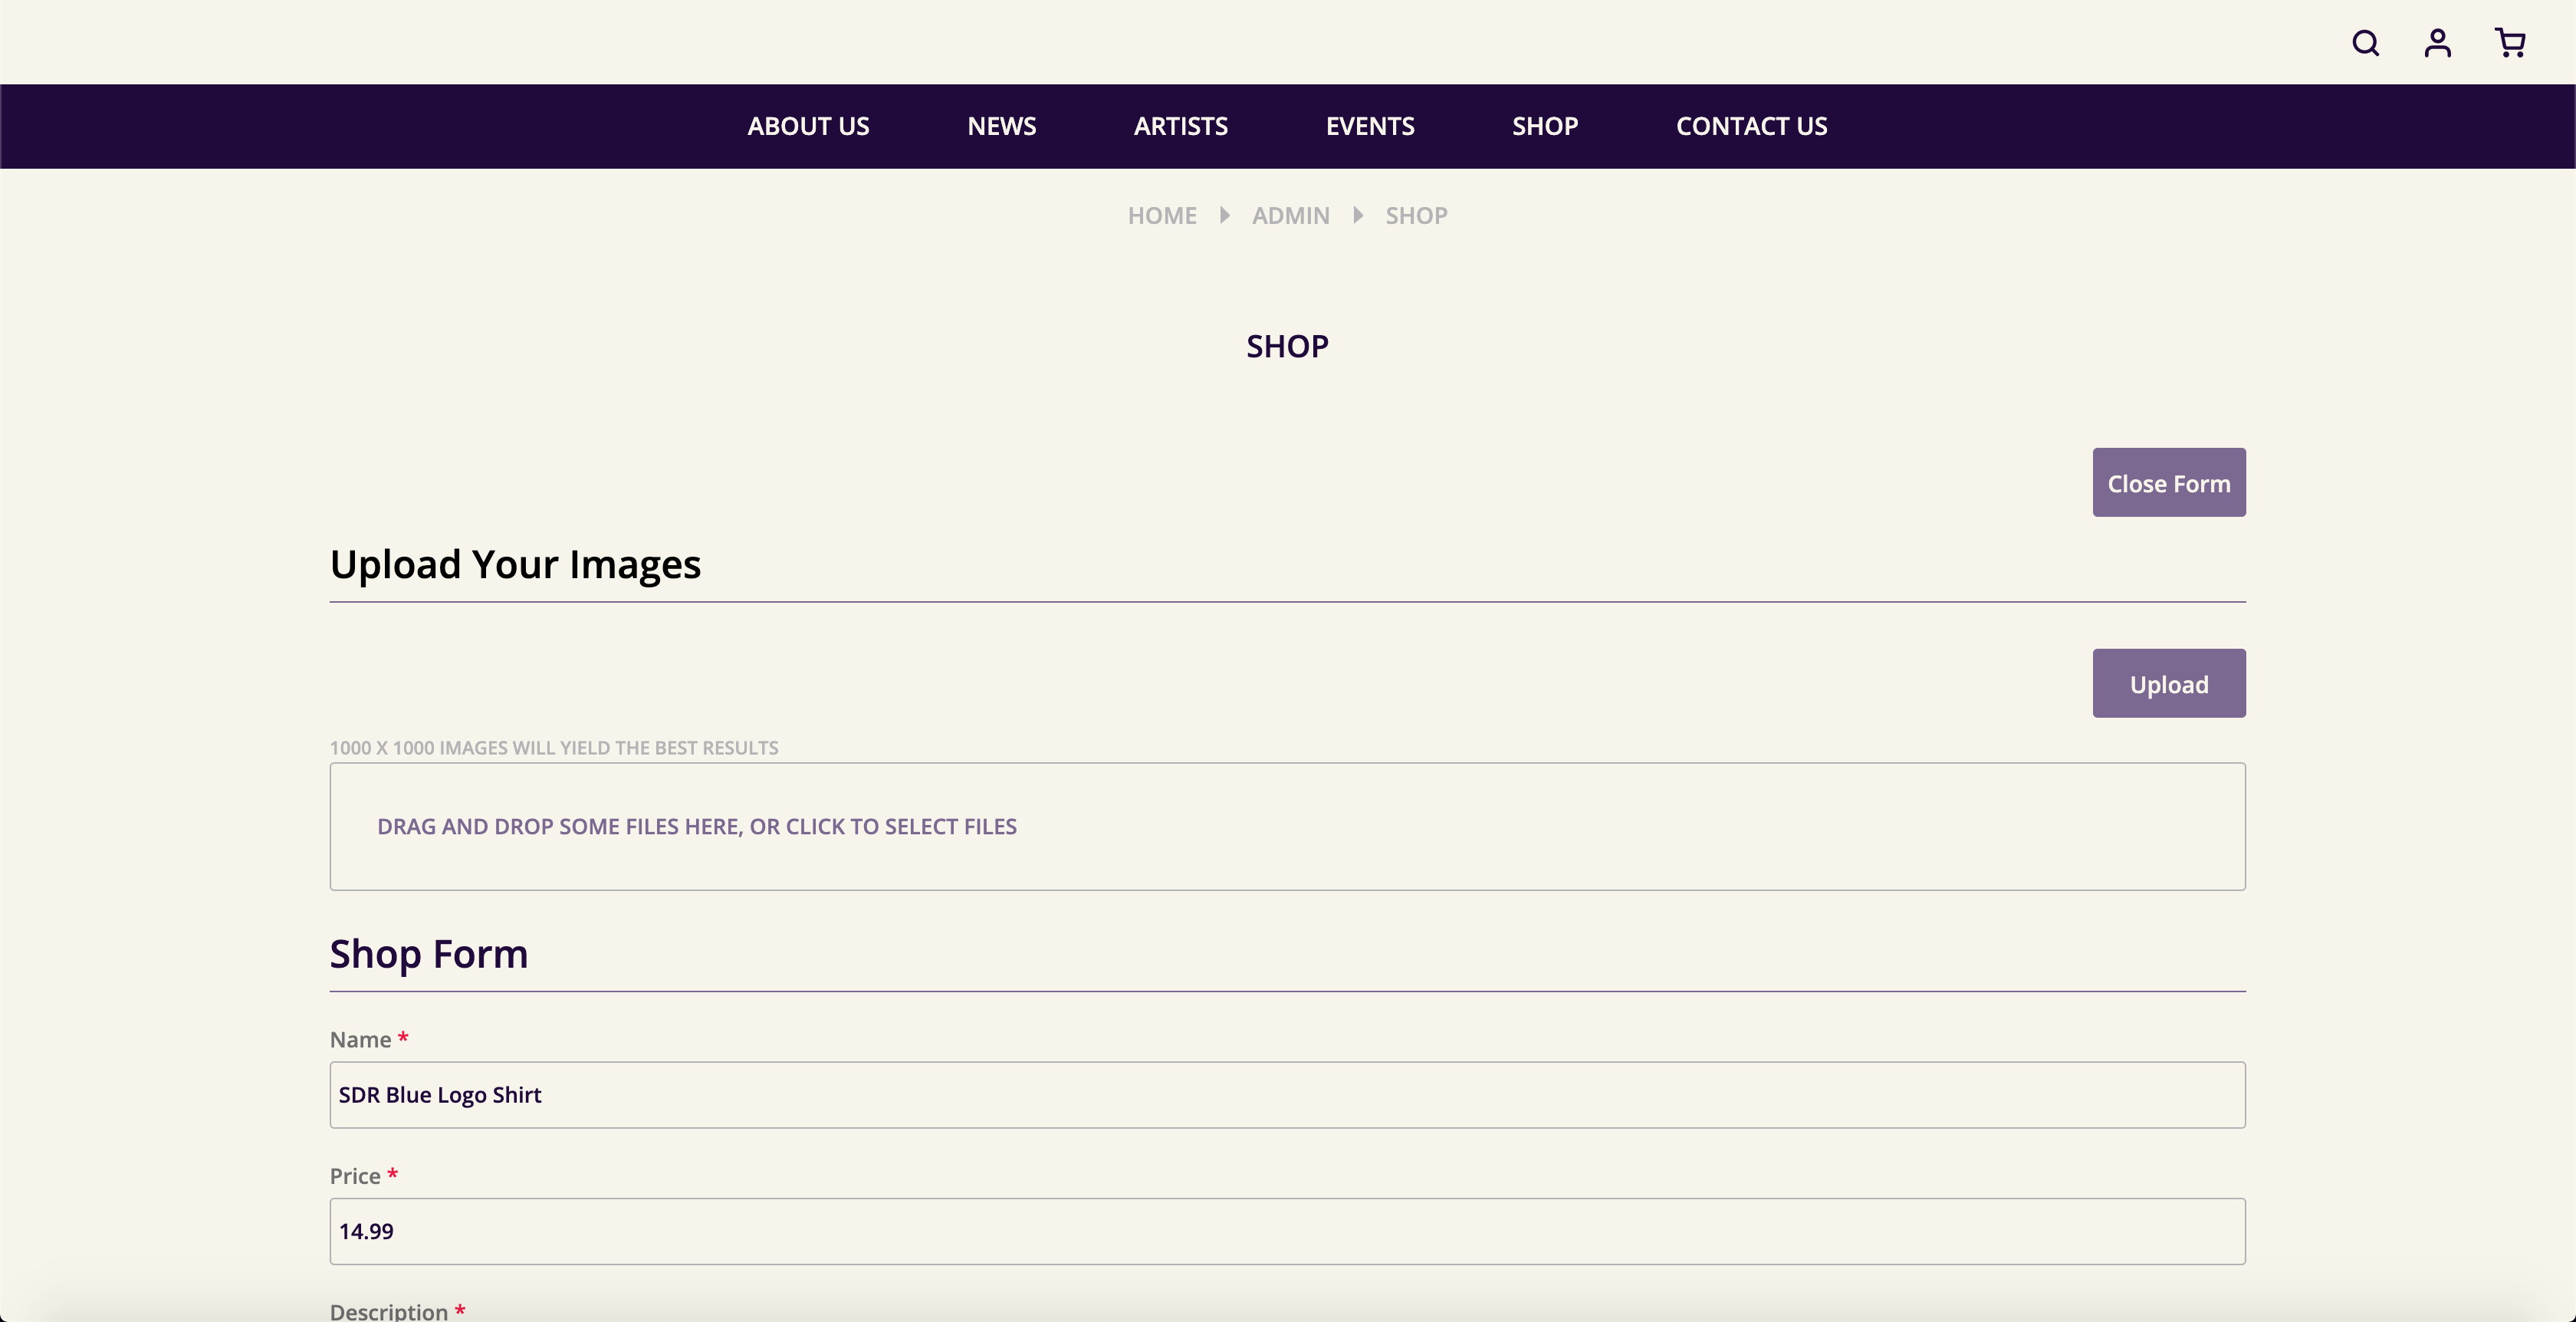 ABOUT US NEWS ARTISTS EVENTS SHOP CONTACT US
HOME ADMIN SHOP
SHOP
Close Form
Upload Your Images
Upload
1000 X 1000 IMAGES WILL YIELD THE BEST RESULTS
DRAG AND DROP SOME FILES HERE, OR CLICK TO SELECT FILES
Shop Form
Name *
SDR Blue Logo Shirt
Price *
14.99
Description *